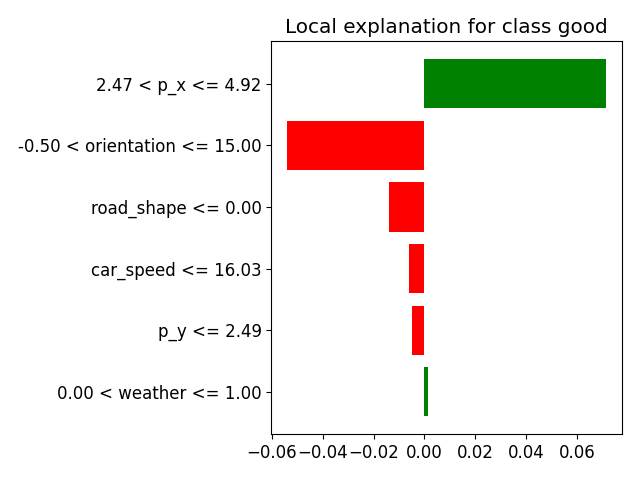 Local explanation for class good
2.47 < p_x <= 4.92
-0.50 < orientation <= 15.00
road_shape <= 0.00
car_speed <= 16.03
p_y <= 2.49
0.00 < weather <= 1.00
−0.06 −0.04 −0.02 0.00 0.02 0.04 0.06